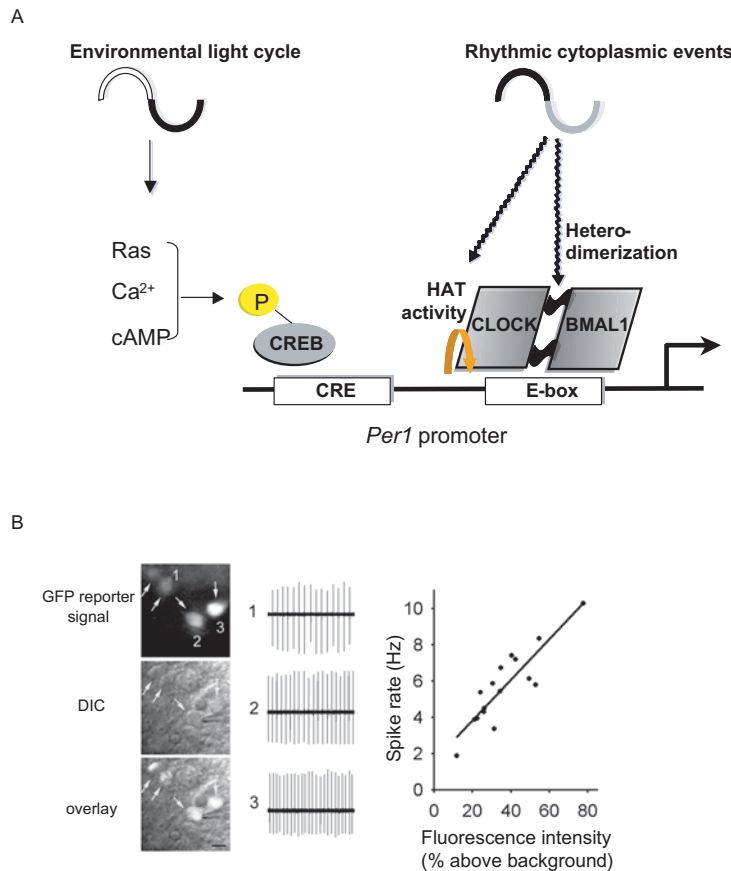 A
Environmental light cycle
Rhythmic cytoplasmic events
Ras
Ca2+
cAMP
P
CREB
Hetero-
dimerization
HAT
activity
CLOCK
BMAL1
CRE
E-box
Per1 promoter
B
GFP reporter
signal
DIC
overlay
1
2
3
1
2
3
Spike rate (Hz)
10
8
6
4
2
0
0
20
40
60
80
Fluorescence intensity
(% above background)